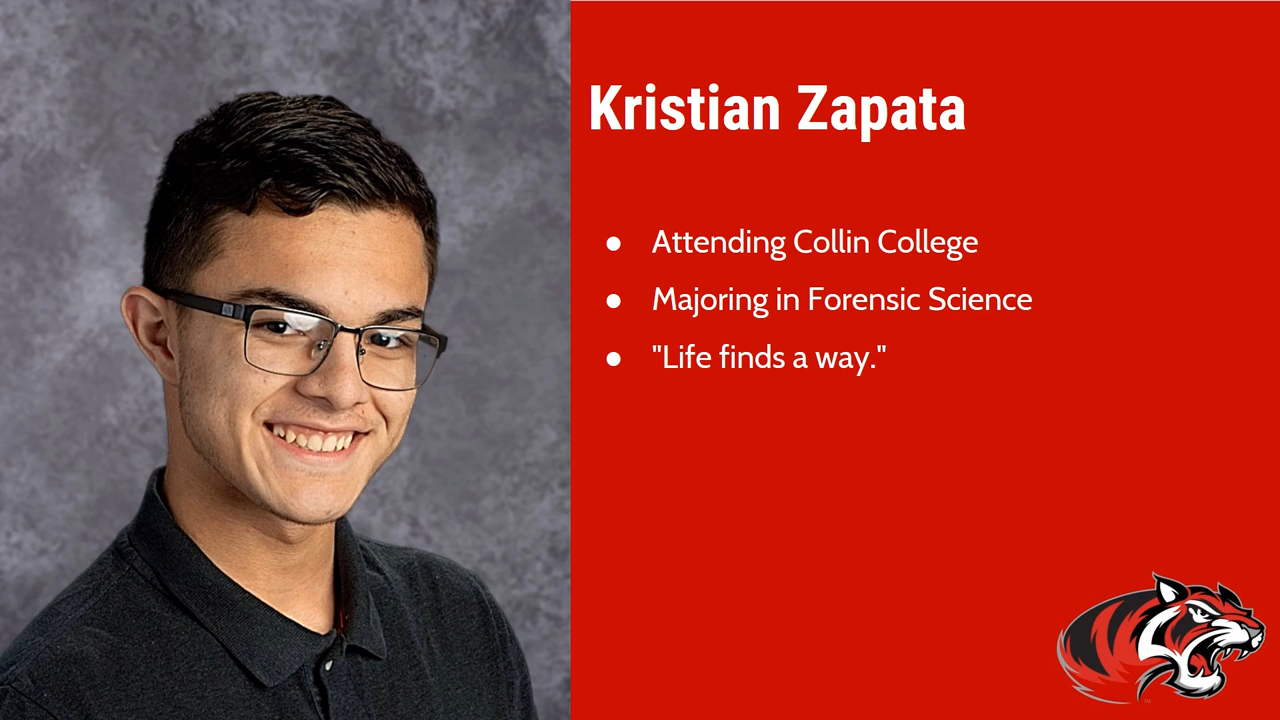 Kristian Zapata
● Attending Collin College
● Majoring in Forensic Science
● "Life finds a way."